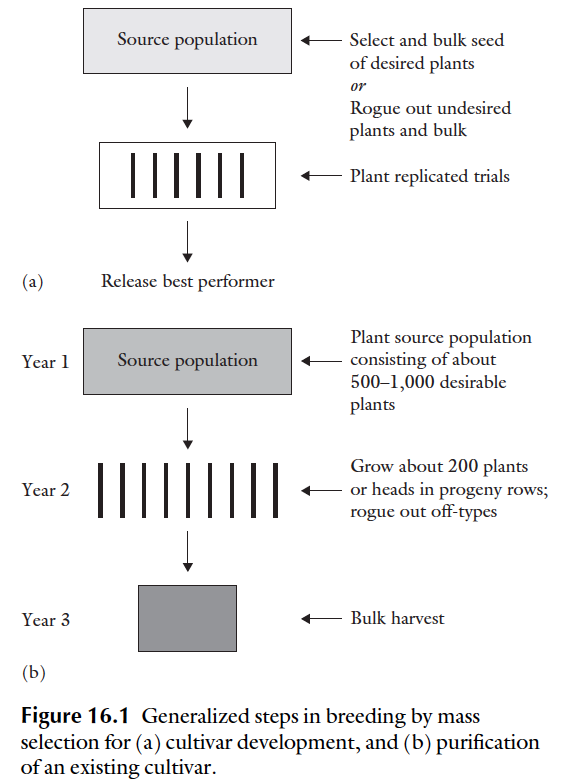 Source population
Select and bulk seed
of desired plants
or
Rogue out undesired
plants and bulk
Plant replicated trials
(a)
Release best performer
Year 1
Source population
Plant source population
consisting of about
500–1,000 desirable
plants
Year 2
Grow about 200 plants
or heads in progeny rows;
rogue out off-types
Year 3
Bulk harvest
(b)
Figure 16.1 Generalized steps in breeding by mass
selection for (a) cultivar development, and (b) purification
of an existing cultivar.